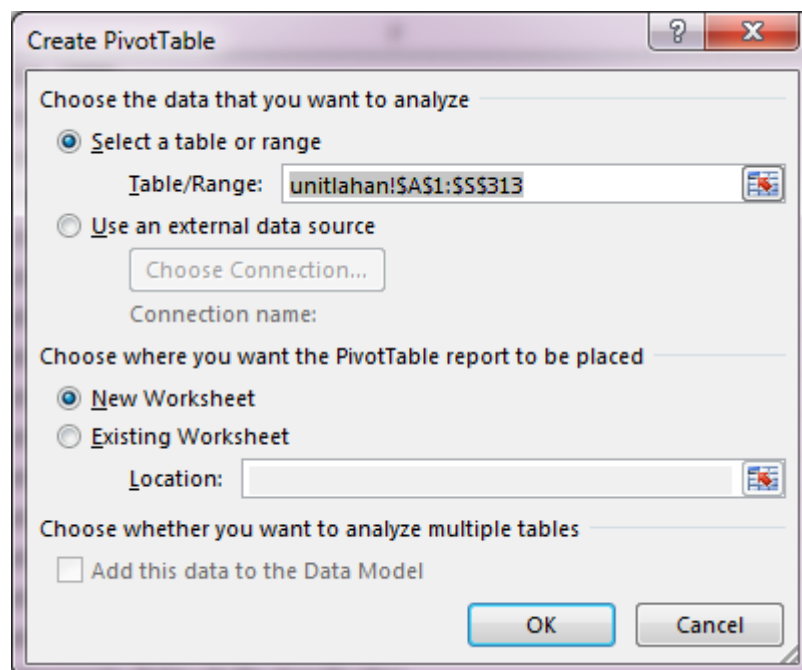 Create PivotTable
Choose the data that you want to analyze
Select a table or range
Table/Range: unitlahan!$A$1:$S$313
Use an external data source
Choose Connection...
Connection name:
Choose where you want the PivotTable report to be placed
New Worksheet
Existing Worksheet
Location:
Choose whether you want to analyze multiple tables
Add this data to the Data Model
OK Cancel